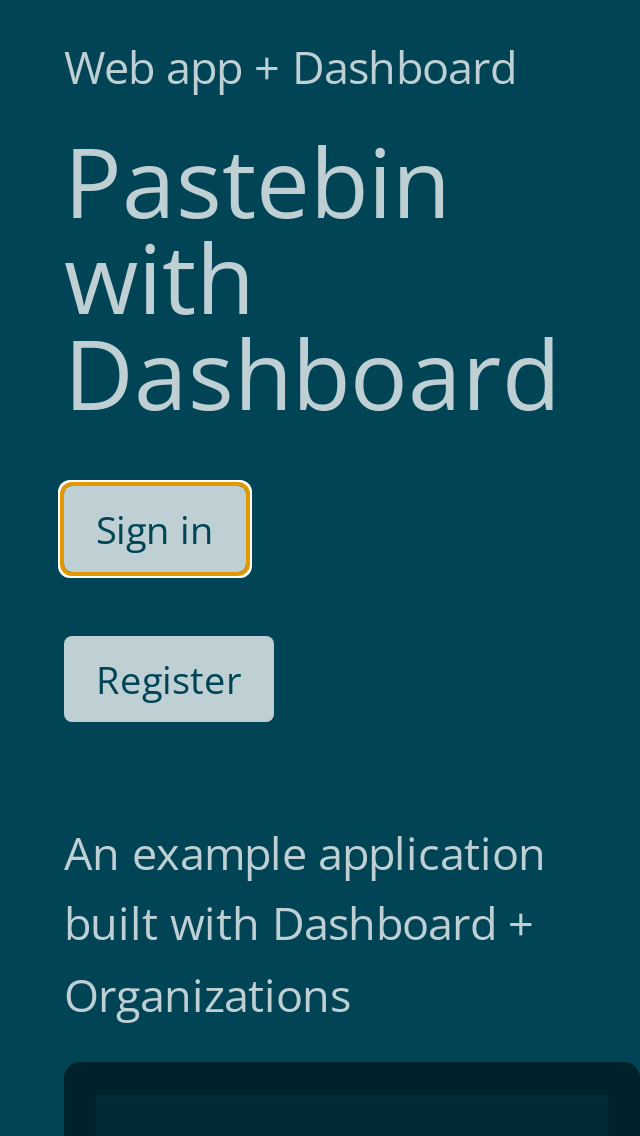 Web app + Dashboard
Pastebin
with
Dashboard
Sign in
Register
An example application
built with Dashboard +
Organizations